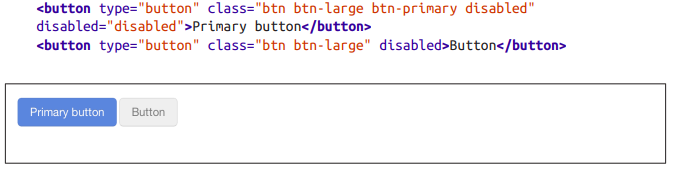 <button type="button" class="btn btn-large btn-primary disabled"
disabled="disabled">Primary button</button>
<button type="button" class="btn btn-large" disabled>Button</button>
Primary button Button